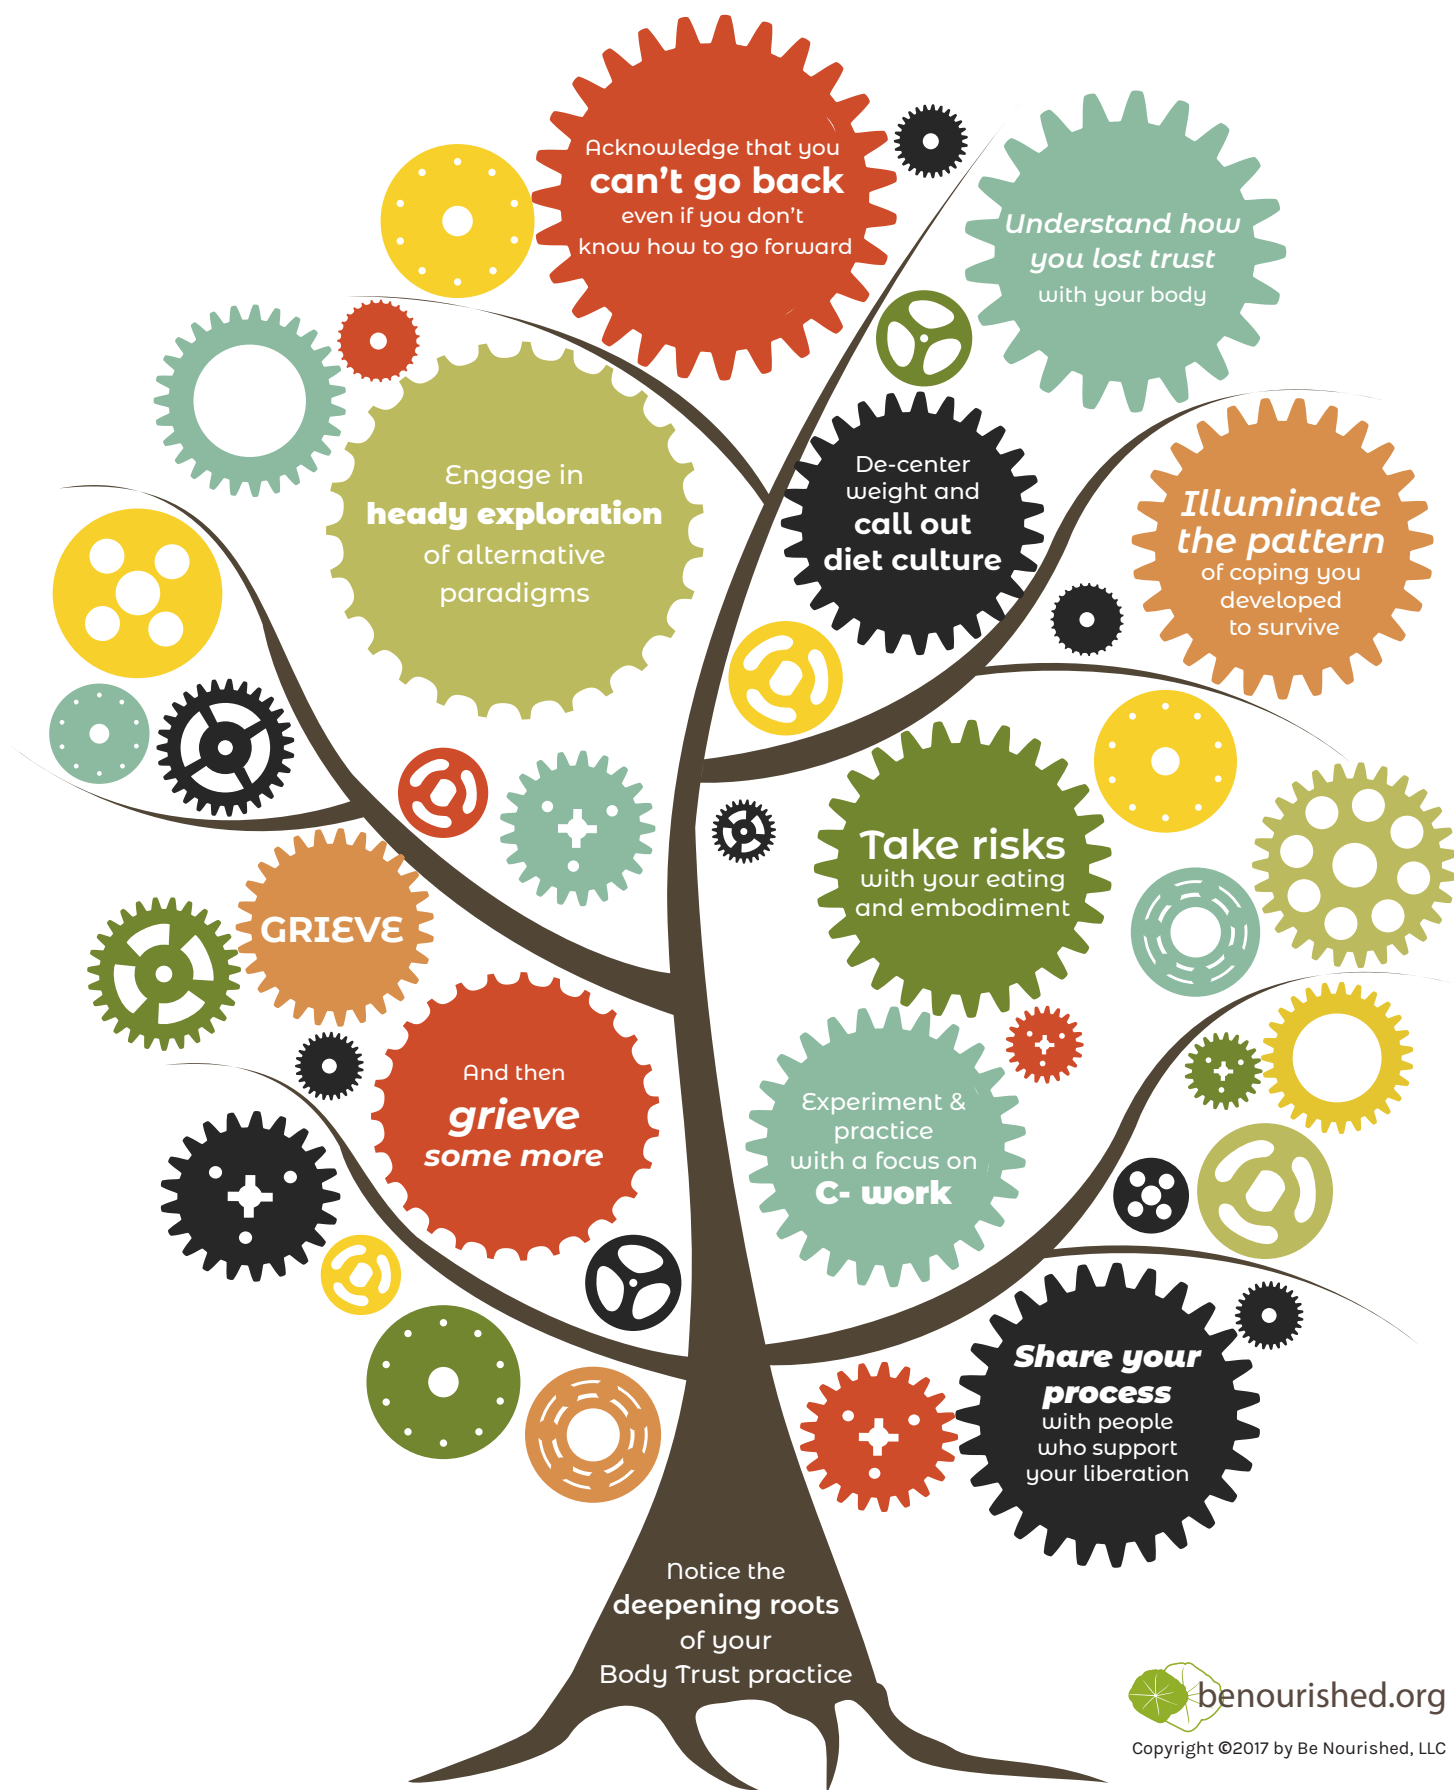 Acknowledge that you
can't go back
even if you don't
know how to go forward
Understand how
you lost trust
with your body
Engage in
heady exploration
of alternative
paradigms
De-center
weight and
call out
diet culture
Illuminate
the pattern
of coping you
developed
to survive
Take risks
with your eating
and embodiment
GRIEVE
And then
grieve
some more
Experiment &
practice
with a focus on
C- work
Share your
process
with people
who support
your liberation
Notice the
deepening roots
of your
Body Trust practice
benourished.org
Copyright ©2017 by Be Nourished, LLC